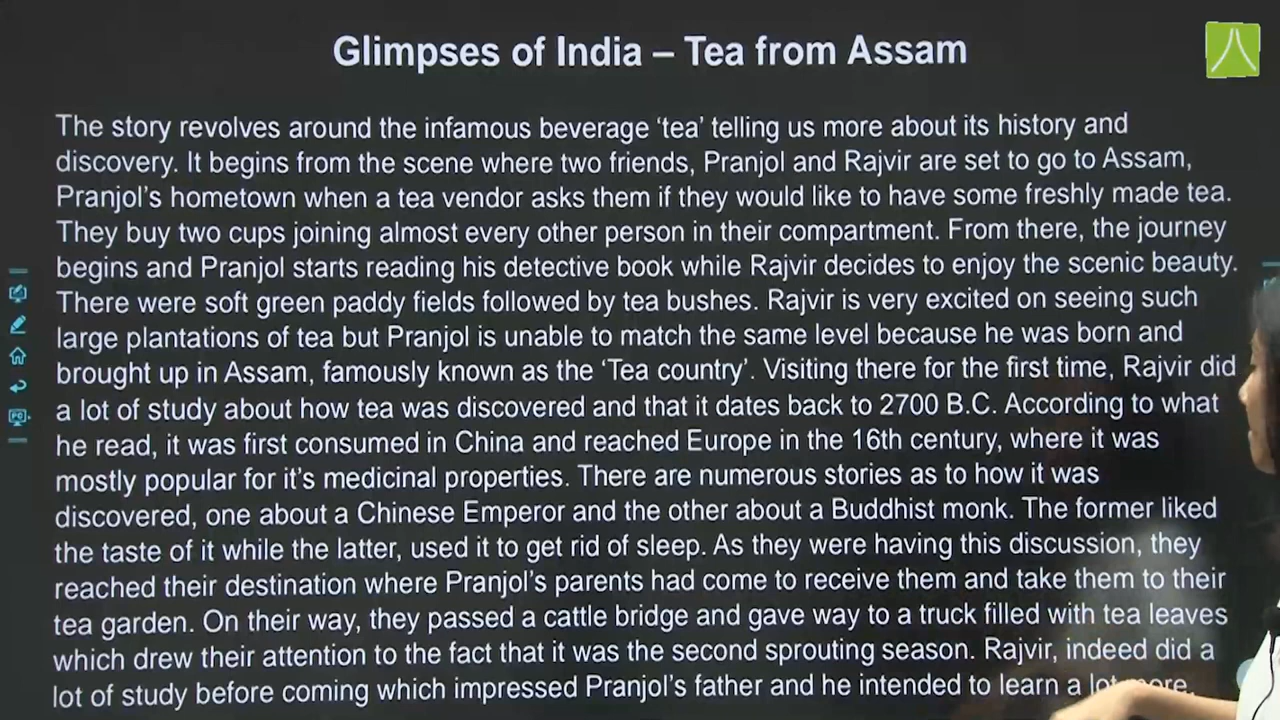 Glimpses of India – Tea from Assam
The story revolves around the infamous beverage ‘tea’ telling us more about its history and
discovery. It begins from the scene where two friends, Pranjol and Rajvir are set to go to Assam,
Pranjol’s hometown when a tea vendor asks them if they would like to have some freshly made tea.
They buy two cups joining almost every other person in their compartment. From there, the journey
begins and Pranjol starts reading his detective book while Rajvir decides to enjoy the scenic beauty.
There were soft green paddy fields followed by tea bushes. Rajvir is very excited on seeing such
large plantations of tea but Pranjol is unable to match the same level because he was born and
brought up in Assam, famously known as the ‘Tea country’. Visiting there for the first time, Rajvir did
a lot of study about how tea was discovered and that it dates back to 2700 B.C. According to what
he read, it was first consumed in China and reached Europe in the 16th century, where it was
mostly popular for it’s medicinal properties. There are numerous stories as to how it was
discovered, one about a Chinese Emperor and the other about a Buddhist monk. The former liked
the taste of it while the latter, used it to get rid of sleep. As they were having this discussion, they
reached their destination where Pranjol’s parents had come to receive them and take them to their
tea garden. On their way, they passed a cattle bridge and gave way to a truck filled with tea leaves
which drew their attention to the fact that it was the second sprouting season. Rajvir, indeed did a
lot of study before coming which impressed Pranjol’s father and he intended to learn a lot